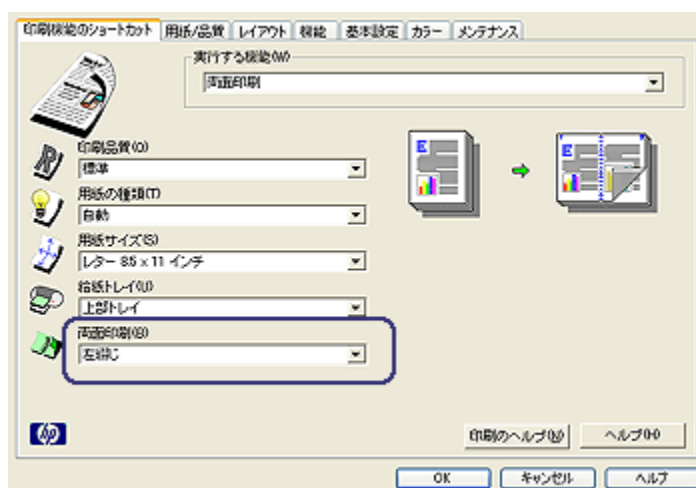 印刷機能のショートカット 用紙/品質 レイアウト 機能 基本設定 カラー メンテナンス
実行する機能(W)
両面印刷
印刷品質(Q)
標準
用紙の種類(T)
自動
用紙サイズ(S)
レター 8.5 x 11 インチ
給紙トレイ(U)
上部トレイ
両面印刷(B)
左綴じ
E
E
hp
印刷のヘルプ(N) ヘルプ(H)
OK キャンセル ヘルプ